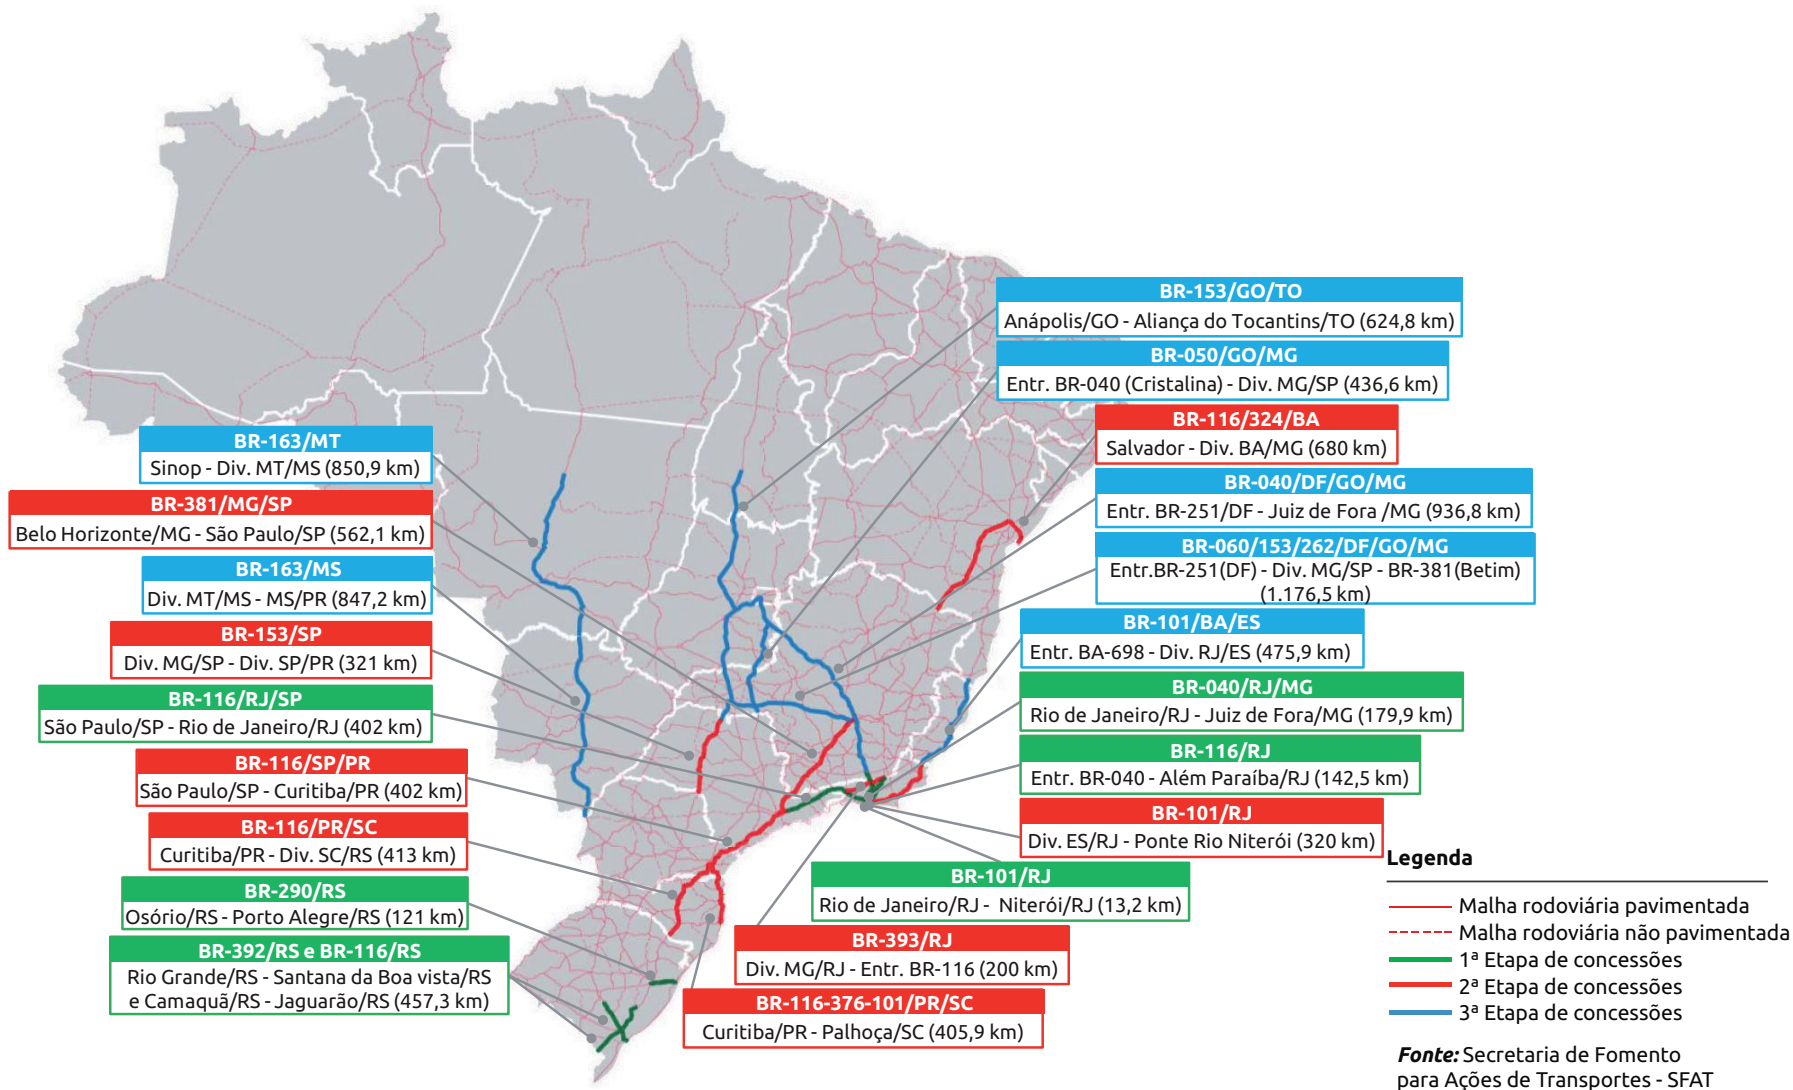 BR-153/GO/TO
Anápolis/GO - Aliança do Tocantins/TO (624,8 km)
BR-050/GO/MG
Entr. BR-040 (Cristalina) - Div. MG/SP (436,6 km)
BR-116/324/BA
Salvador - Div. BA/MG (680 km)
BR-040/DF/GO/MG
Entr. BR-251/DF - Juiz de Fora /MG (936,8 km)
BR-060/153/262/DF/GO/MG
Entr.BR-251(DF) - Div. MG/SP - BR-381(Betim)
(1.176,5 km)
BR-101/BA/ES
Entr. BA-698 - Div. RJ/ES (475,9 km)
BR-040/RJ/MG
Rio de Janeiro/RJ - Juiz de Fora/MG (179,9 km)
BR-116/RJ
Entr. BR-040 - Além Paraíba/RJ (142,5 km)
BR-101/RJ
Div. ES/RJ - Ponte Rio Niterói (320 km)
BR-101/RJ
Rio de Janeiro/RJ - Niterói/RJ (13,2 km)
BR-393/RJ
Div. MG/RJ - Entr. BR-116 (200 km)
BR-116-376-101/PR/SC
Curitiba/PR - Palhoça/SC (405,9 km)
BR-163/MT
Sinop - Div. MT/MS (850,9 km)
BR-381/MG/SP
Belo Horizonte/MG - São Paulo/SP (562,1 km)
BR-163/MS
Div. MT/MS - MS/PR (847,2 km)
BR-153/SP
Div. MG/SP - Div. SP/PR (321 km)
BR-116/RJ/SP
São Paulo/SP - Rio de Janeiro/RJ (402 km)
BR-116/SP/PR
São Paulo/SP - Curitiba/PR (402 km)
BR-116/PR/SC
Curitiba/PR - Div. SC/RS (413 km)
BR-290/RS
Osório/RS - Porto Alegre/RS (121 km)
BR-392/RS e BR-116/RS
Rio Grande/RS - Santana da Boa vista/RS
e Camaquã/RS - Jaguarão/RS (457,3 km)
Legenda
Malha rodoviária pavimentada
Malha rodoviária não pavimentada
1ª Etapa de concessões
2ª Etapa de concessões
3ª Etapa de concessões
Fonte: Secretaria de Fomento
para Ações de Transportes - SFAT